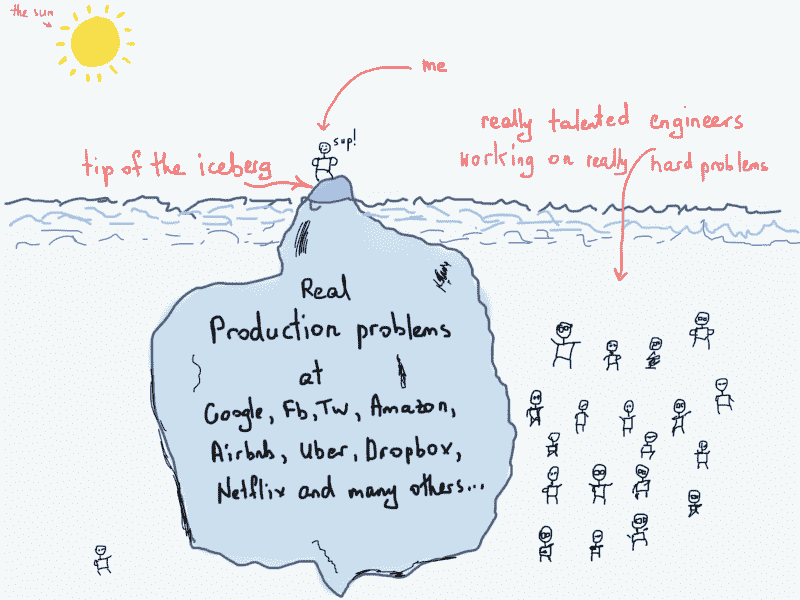 the sun
me
sup!
really talented engineers
working on really hard problems
tip of the iceberg
Real
Production problems
at
Google, Fb, Tw, Amazon,
Airbnb, Uber, Dropbox,
Netflix and many others...